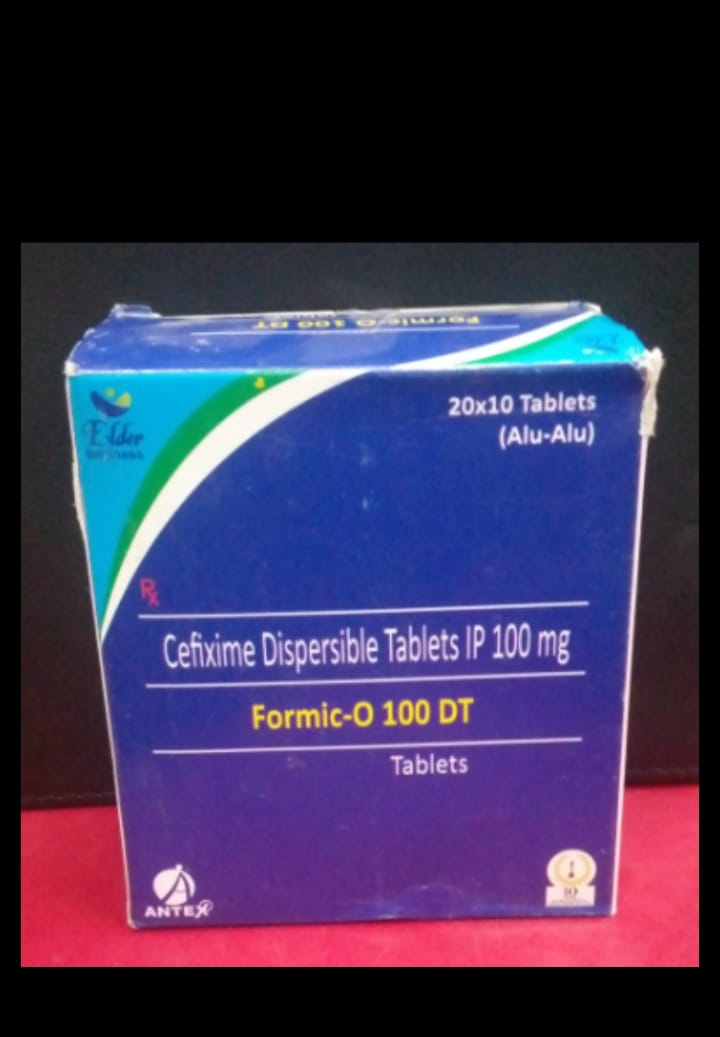 Formic-O 100 DT
20x10 Tablets
(Alu-Alu)
Elder
Rx
Cefixime Dispersible Tablets IP 100 mg
Formic-O 100 DT
Tablets
ANTEX
10